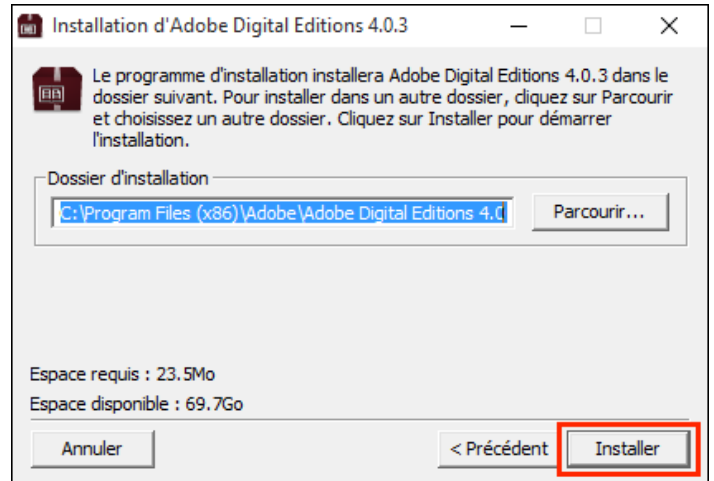 Installation d'Adobe Digital Editions 4.0.3
Le programme d'installation installera Adobe Digital Editions 4.0.3 dans le
dossier suivant. Pour installer dans un autre dossier, cliquez sur Parcourir
et choisissez un autre dossier. Cliquez sur Installer pour démarrer
l'installation.
Dossier d'installation
C:\Program Files (x86)\Adobe\Adobe Digital Editions 4.0
Parcourir...
Espace requis : 23.5Mo
Espace disponible : 69.7Go
Annuler
< Précédent
Installer